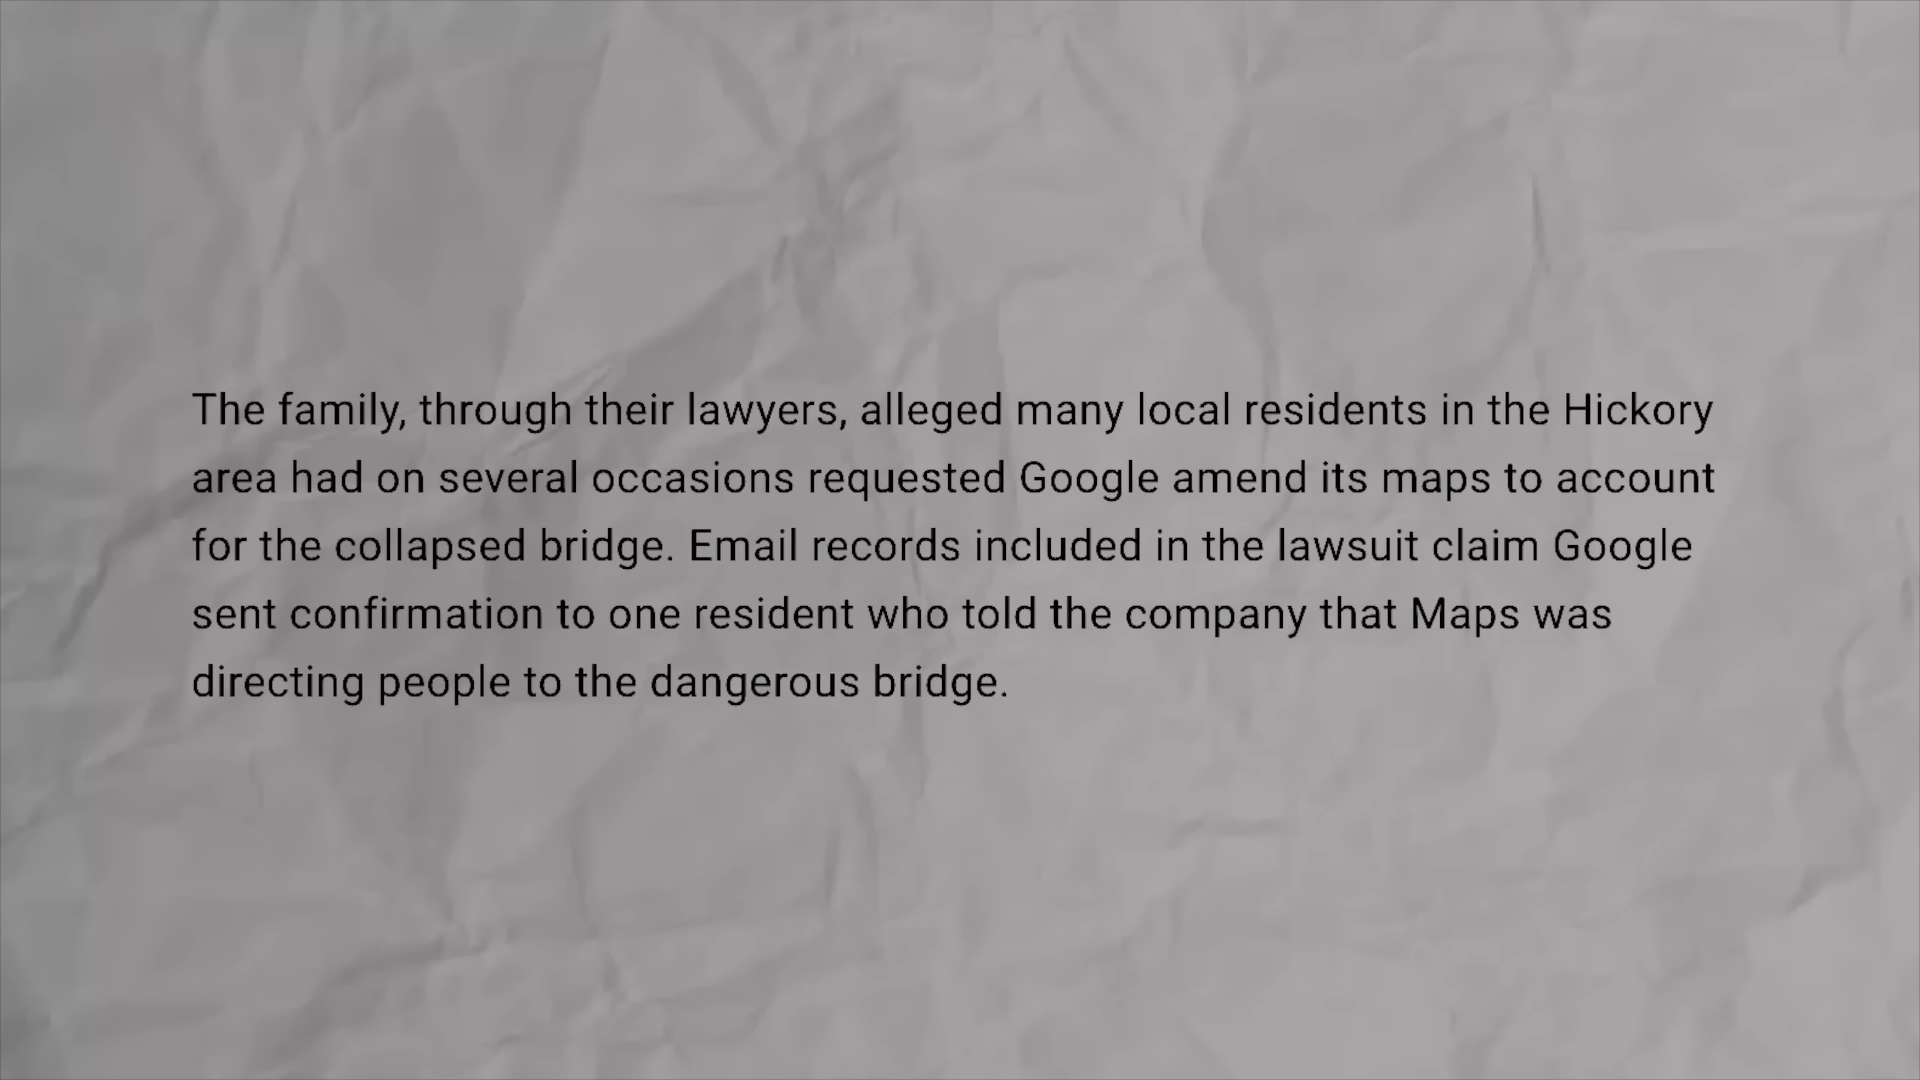 The family, through their lawyers, alleged many local residents in the Hickory
area had on several occasions requested Google amend its maps to account
for the collapsed bridge. Email records included in the lawsuit claim Google
sent confirmation to one resident who told the company that Maps was
directing people to the dangerous bridge.